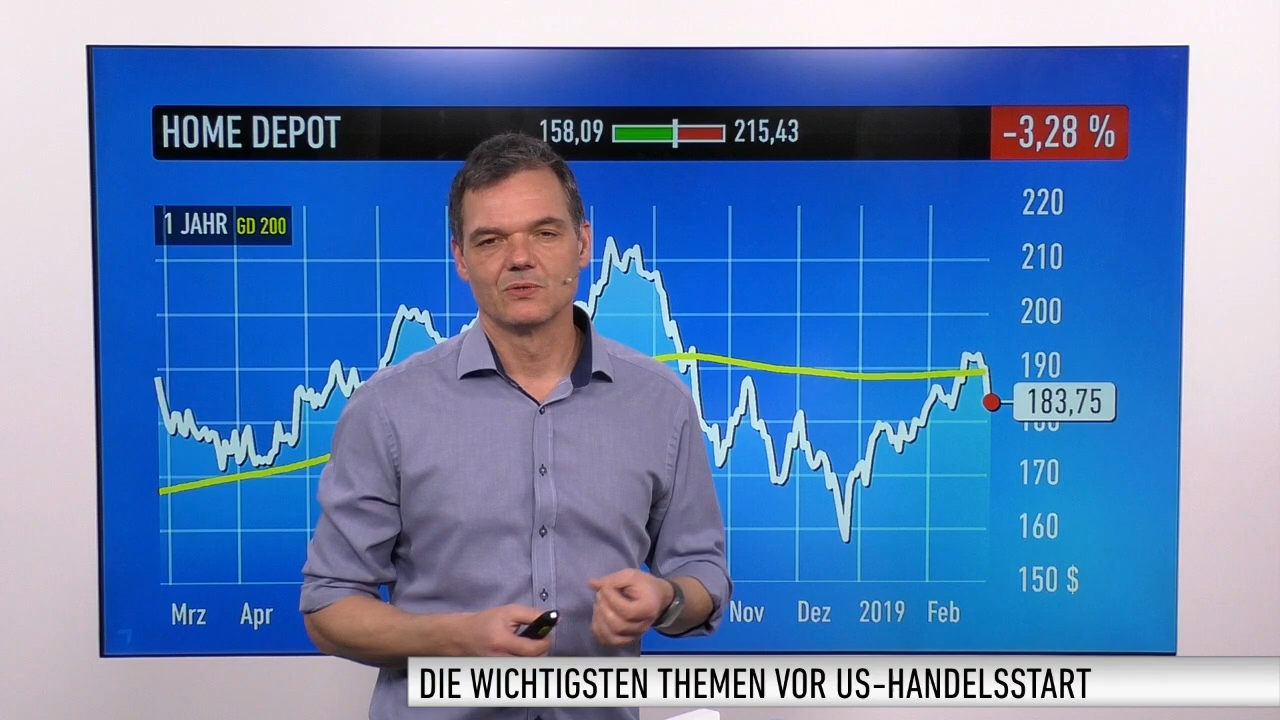 HOME DEPOT 158,09 215,43 -3,28 %
1 JAHR GD 200
220
210
200
190
183,75
180
170
160
150 $
Mrz Apr Nov Dez 2019 Feb
DIE WICHTIGSTEN THEMEN VOR US-HANDELSSTART